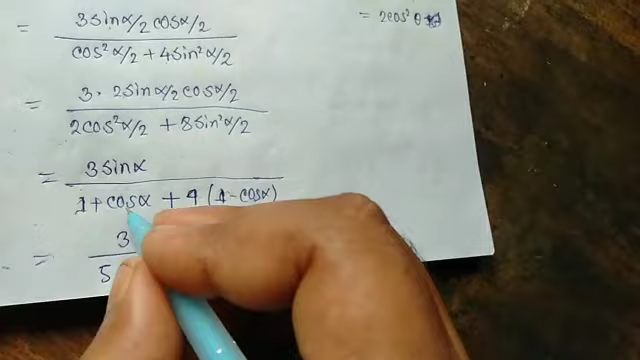 = 2cos² θ
= 3sinα/2 cosα/2
cos²α/2 + 4sin²α/2
= 3. 2sinα/2 cosα/2
2cos²α/2 + 8sin²α/2
= 3sinα
1 + cosα + 4 (1 - cosα)
= 3
5